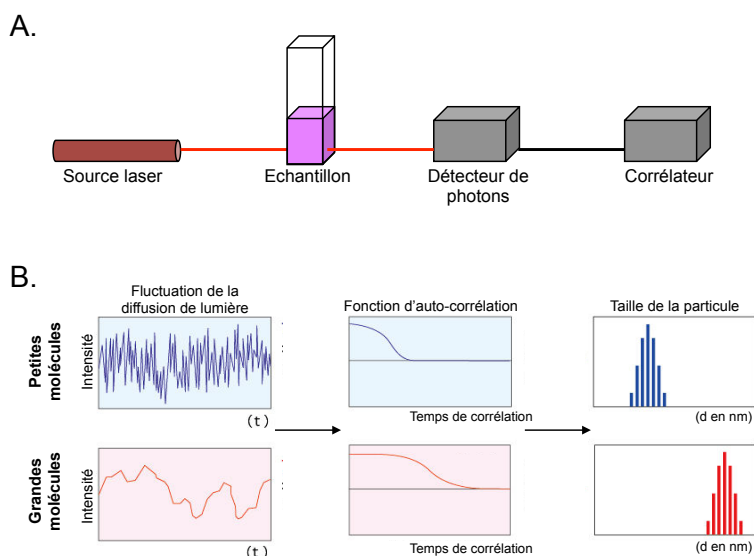 A.
Source laser
Echantillon
Détecteur de
photons
Corrélateur
B.
Fluctuation de la
diffusion de lumière
Fonction d'auto-corrélation
Taille de la particule
Petites
molécules
Intensité
(t)
Temps de corrélation
(d en nm)
Grandes
molécules
Intensité
(t)
Temps de corrélation
(d en nm)